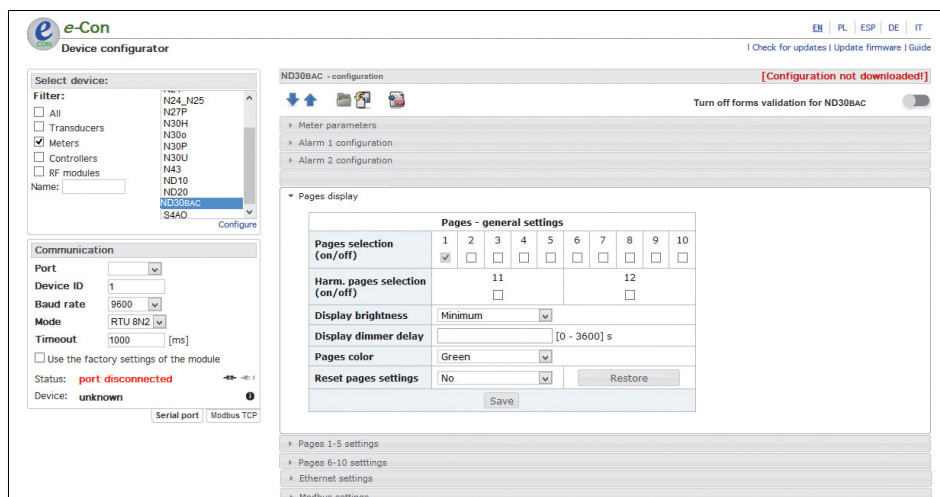 e e-Con
CON
Device configurator
EN | PL | ESP | DE | IT
| Check for updates | Update firmware | Guide
Select device:
Filter:
All
Transducers
Meters
Controllers
RF modules
Name:
N24_N25
N27P
N30H
N30o
N30P
N30U
N43
ND10
ND20
ND30BAC
S4AO
Configure
Communication
Port
Device ID 1
Baud rate 9600
Mode RTU 8N2
Timeout 1000 [ms]
Use the factory settings of the module
Status: port disconnected
Device: unknown
Serial port Modbus TCP
ND30BAC - configuration [Configuration not downloaded!]
Turn off forms validation for ND30BAC
Meter parameters
Alarm 1 configuration
Alarm 2 configuration
Pages display
Pages - general settings
Pages selection
(on/off)
1 2 3 4 5 6 7 8 9 10
Harm. pages selection
(on/off)
11 12
Display brightness Minimum
Display dimmer delay [0 - 3600] s
Pages color Green
Reset pages settings No Restore
Save
Pages 1-5 settings
Pages 6-10 setttings
Ethernet settings
Modbus settings